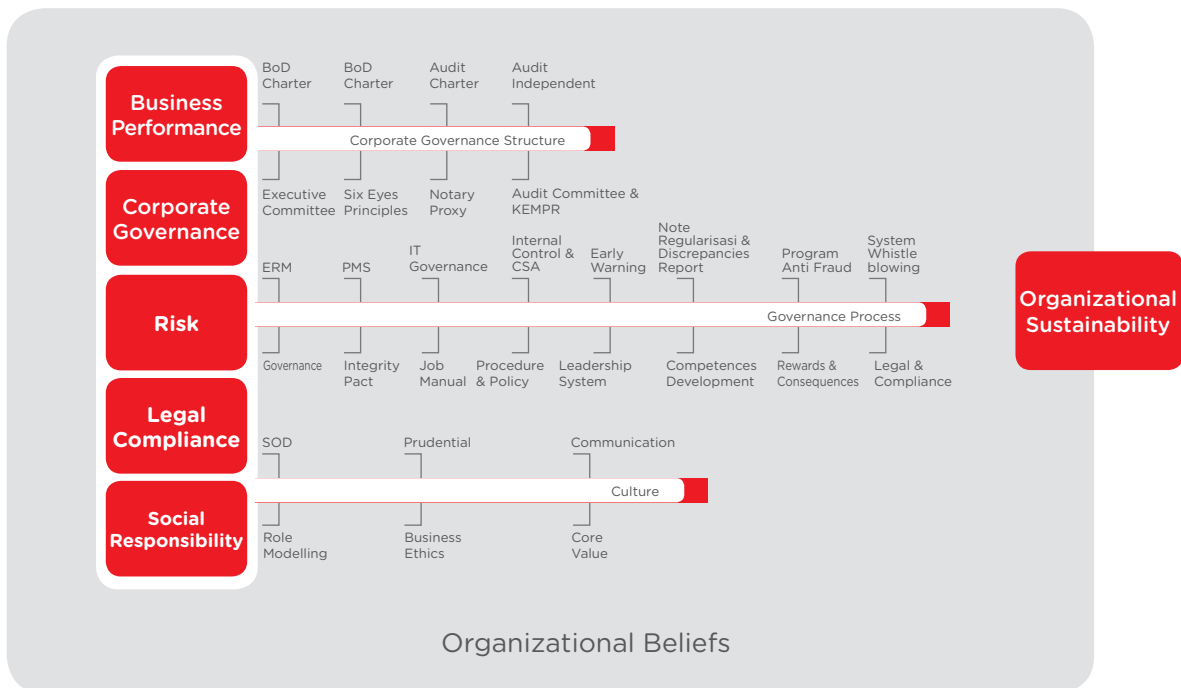 Business
Performance
Corporate
Governance
Risk
Legal
Compliance
Social
Responsibility
BoD
Charter
BoD
Charter
Audit
Charter
Audit
Independent
Corporate Governance Structure
Executive
Committee
Six Eyes
Principles
Notary
Proxy
Audit Committee &
KEMPR
ERM
PMS
IT
Governance
Internal
Control &
CSA
Early
Warning
Note
Regularisasi &
Discrepancies
Report
Program
Anti Fraud
System
Whistle
blowing
Governance Process
Governance
Integrity
Pact
Job
Manual
Procedure
& Policy
Leadership
System
Competences
Development
Rewards &
Consequences
Legal &
Compliance
SOD
Prudential
Communication
Culture
Role
Modelling
Business
Ethics
Core
Value
Organizational
Sustainability
Organizational Beliefs